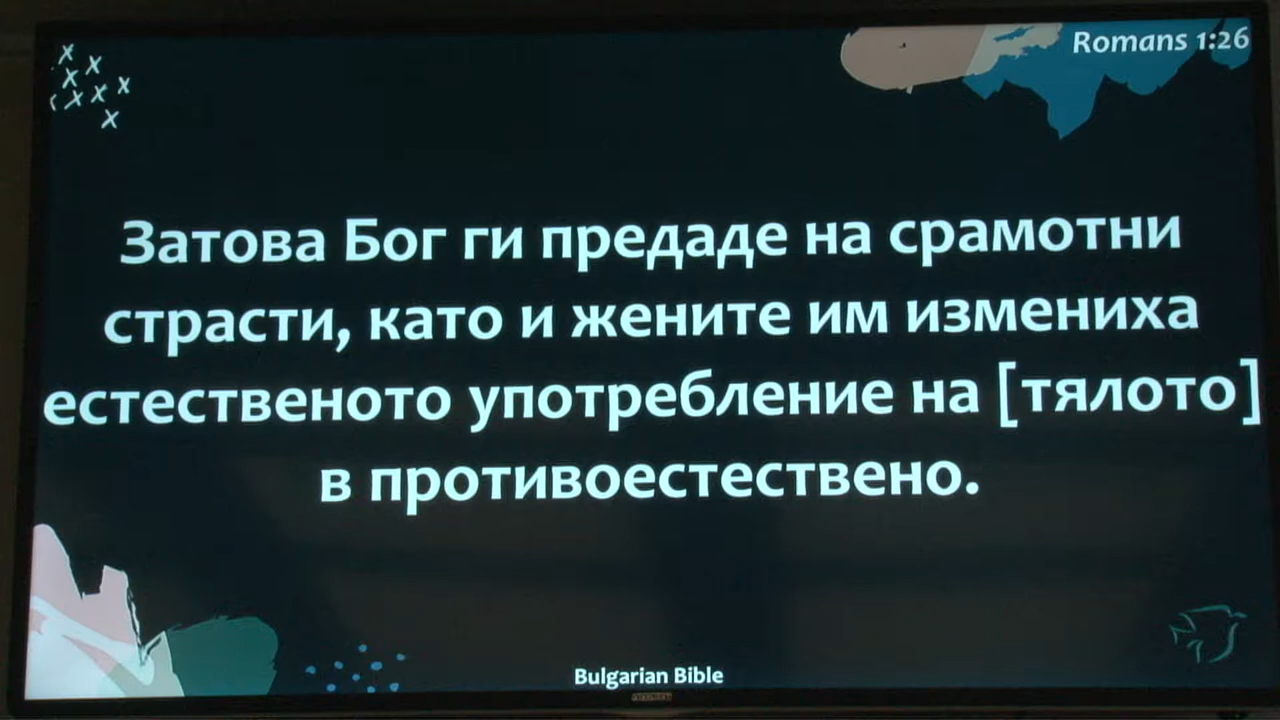 Romans 1:26
Затова Бог ги предаде на срамотни
страсти, като и жените им измениха
естественото употребление на [тялото]
в противоестествено.
Bulgarian Bible